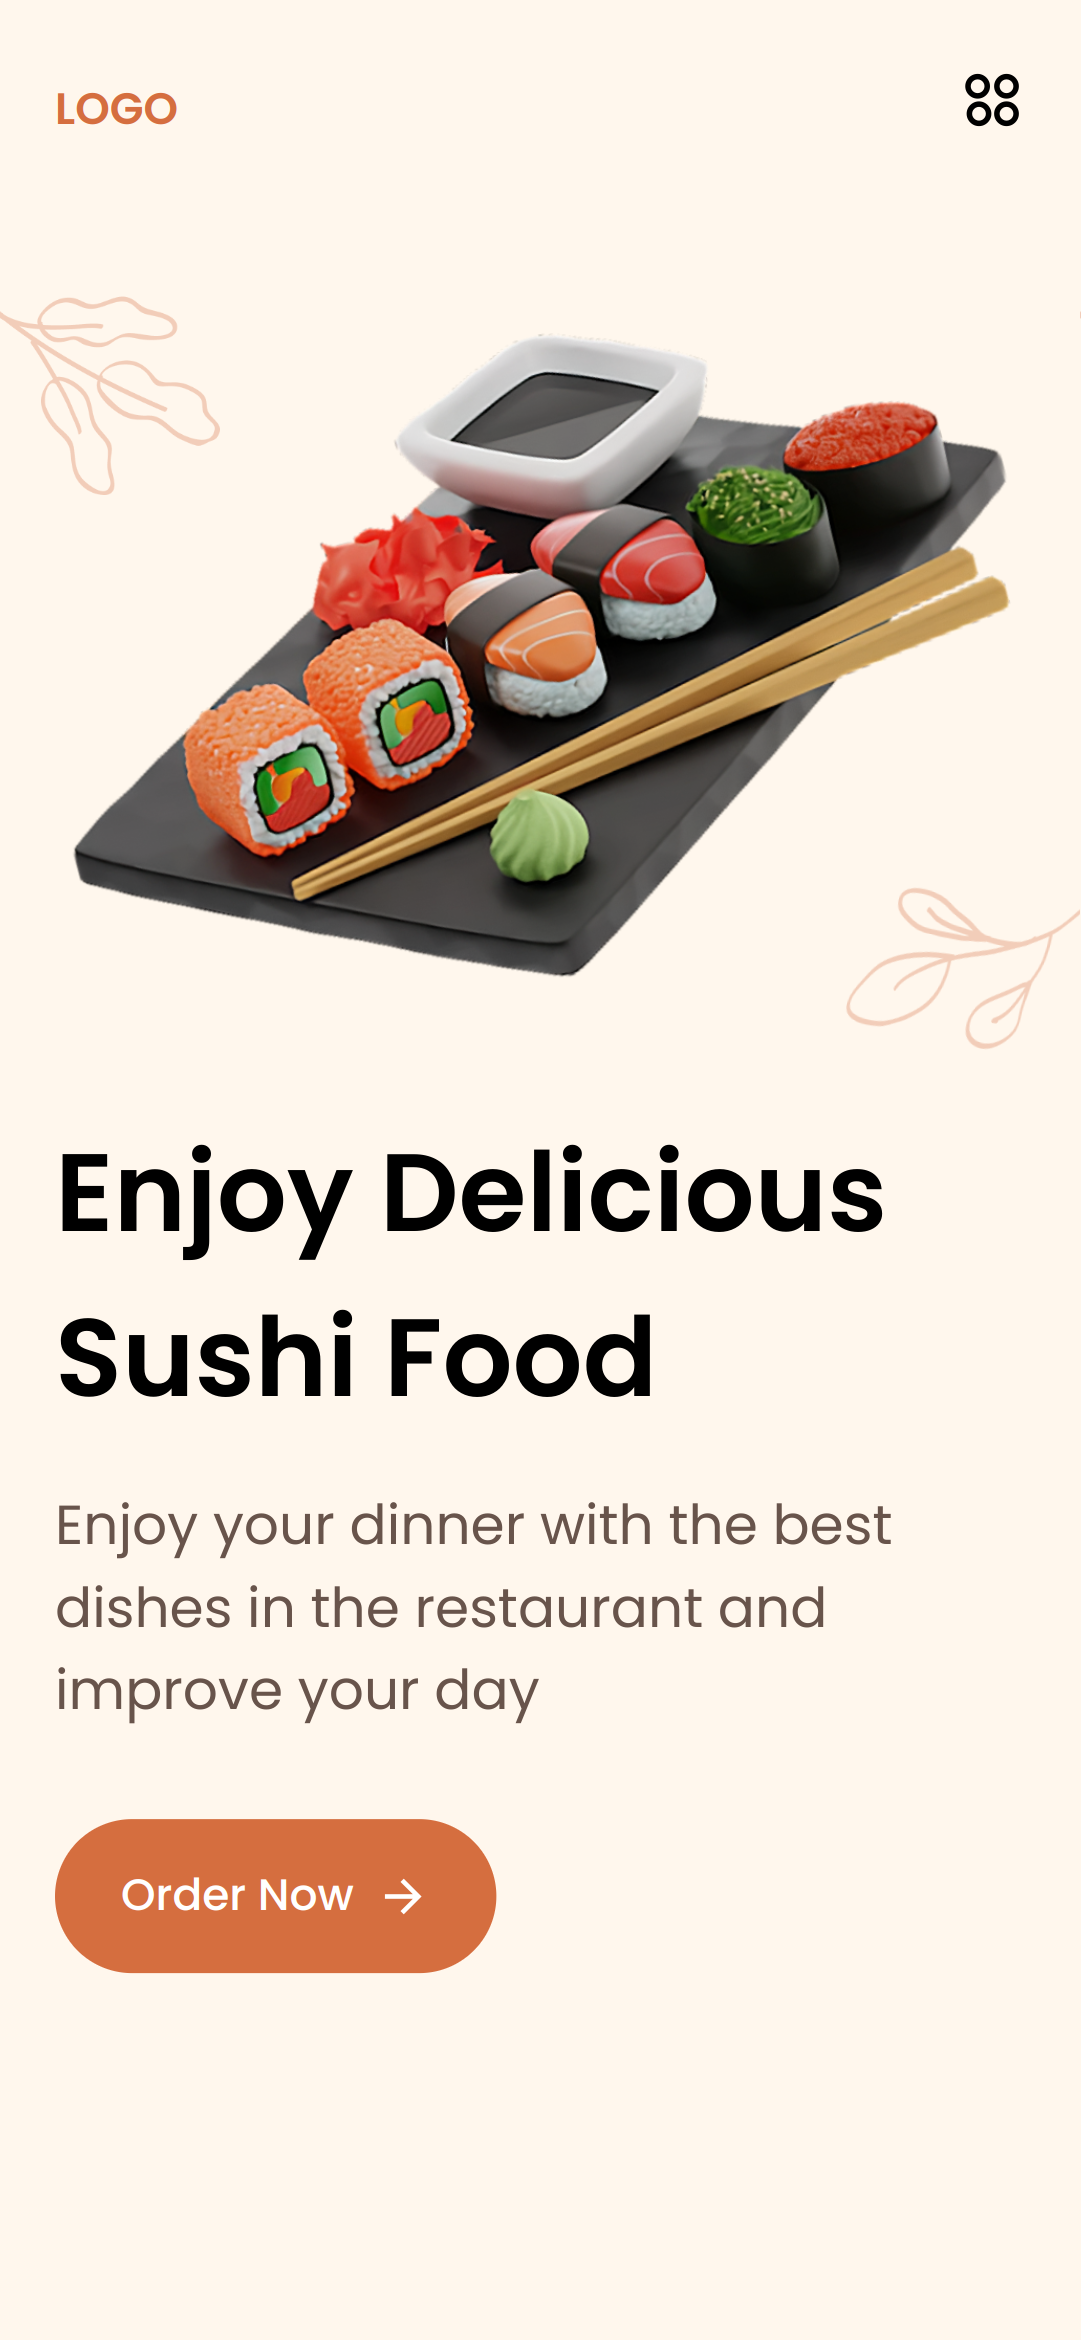 LOGO
Enjoy Delicious
Sushi Food
Enjoy your dinner with the best
dishes in the restaurant and
improve your day
Order Now →